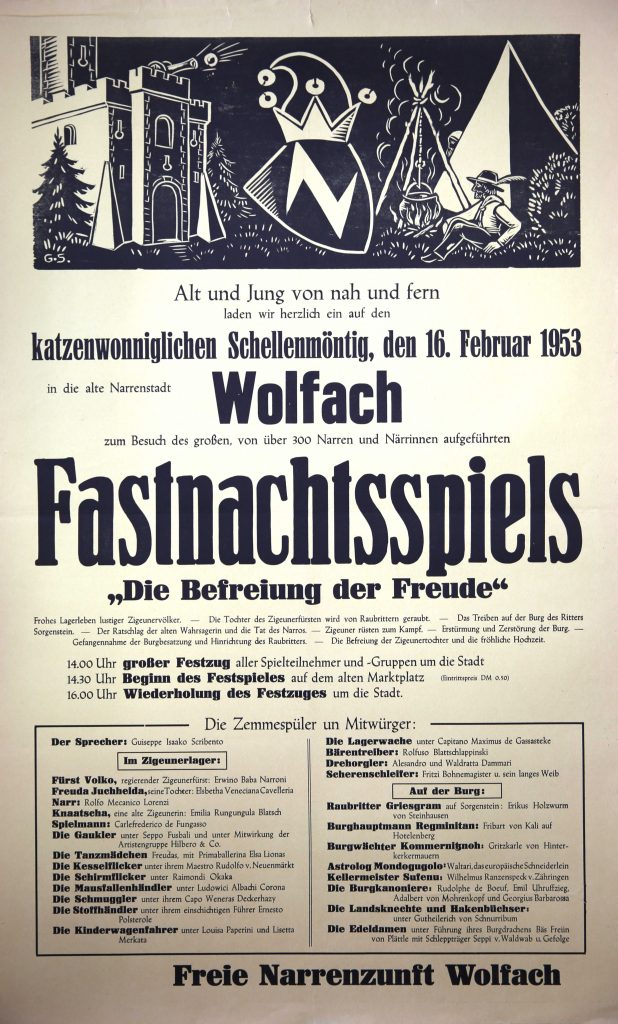 N
G·S.
Alt und Jung von nah und fern
laden wir herzlich ein auf den
katzenwonniglichen Schellenmöntig, den 16. Februar 1953
in die alte Narrenstadt
Wolfach
zum Besuch des großen, von über 300 Narren und Närrinnen aufgeführten
Fastnachtsspiels
„Die Befreiung der Freude“
Frohes Lagerleben lustiger Zigeunervölker. — Die Tochter des Zigeunerfürsten wird von Raubrittern geraubt. — Das Treiben auf der Burg des Ritters
Sorgenstein. — Der Ratschlag der alten Wahrsagerin und die Tat des Narros. — Zigeuner rüsten zum Kampf. — Erstürmung und Zerstörung der Burg. —
Gefangennahme der Burgbesatzung und Hinrichtung des Raubritters. — Die Befreiung der Zigeunertochter und die fröhliche Hochzeit.
14.00 Uhr großer Festzug aller Spielteilnehmer und -Gruppen um die Stadt
14.30 Uhr Beginn des Festspieles auf dem alten Marktplatz (Eintrittspreis DM 0.50)
16.00 Uhr Wiederholung des Festzuges um die Stadt.
Die Zemmespüler un Mitwürger:
Der Sprecher: Guiseppe Isaako Scribento
Im Zigeunerlager:
Fürst Volko, regierender Zigeunerfürst: Erwino Baba Narroni
Freuda Juchheida, seine Tochter: Elsbetha Veneciana Cavelleria
Narr: Rolfo Mecanico Lorenzi
Knaatscha, eine alte Zigeunerin: Emilia Rungungula Blatsch
Spielmann: Carlefrederico de Fungasso
Die Gaukler unter Seppo Fusbali und unter Mitwirkung der
Artistengruppe Hilbero & Co.
Die Tanzmädchen Freudas, mit Primaballerina Elsa Lionas
Die Kesselflicker unter ihrem Maestro Rudolfo v. Neuenmärkt
Die Schirmflicker unter Raimondi Okaka
Die Mausfallenhändler unter Ludowici Albadni Corona
Die Schmuggler unter ihrem Capo Weneras Deckerhazy
Die Stoffhändler unter ihrem einschichtigen Führer Ernesto
Polsterole
Die Kinderwagenfahrer unter Louisa Paperini und Lisetta
Merkata
Die Lagerwache unter Capitano Maximus de Gassasteke
Bärentreiber: Rolfuso Blattschlappinski
Drehorgler: Alesandro und Waldratta Dammari
Scherenschleifer: Fritzi Bohnemagister u. sein langes Weib
Auf der Burg:
Raubritter Griesgram auf Sorgenstein: Erikus Holzwurm
von Steinhausen
Burghauptmann Regminitan: Fribart von Kali auf
Hotelenberg
Burgwächter Kommernignoh: Gritzkarle von Hinter-
kerkermauern
Astrolog Mondogugolo: Waltari, das europäische Schneiderlein
Kellermeister Sufenu: Wilhelmus Ranzenspeck v. Zähringen
Die Burgkanoniere: Rudolphe de Boeuf, Emil Uhruffzieg,
Adalbert von Mohrenkopf und Georgius Barbarossa
Die Landsknechte und Hakenbüchser:
unter Gutheilerich von Schnurribum
Die Edeldamen unter Führung ihres Burgdrachens Bäs Freiin
von Plättle mit Schleppträger Seppi v. Waldwab u. Gefolge
Freie Narrenzunft Wolfach